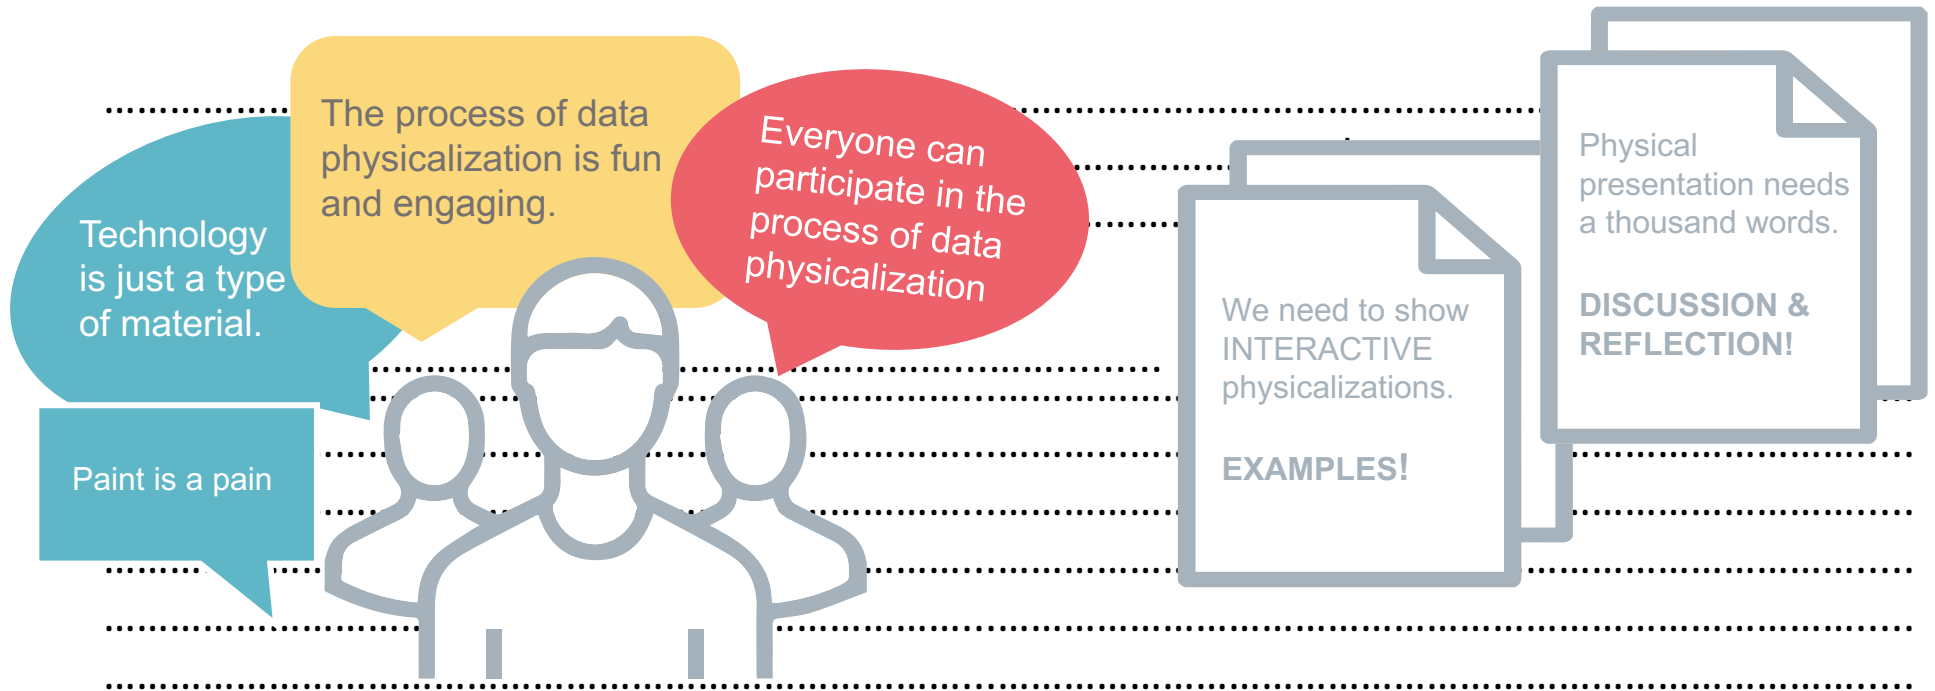 The process of data
physicalization is fun
and engaging.
Everyone can
participate in the
process of data
physicalization
Technology
is just a type
of material.
Paint is a pain
We need to show
INTERACTIVE
physicalizations.
EXAMPLES!
Physical
presentation needs
a thousand words.
DISCUSSION &
REFLECTION!